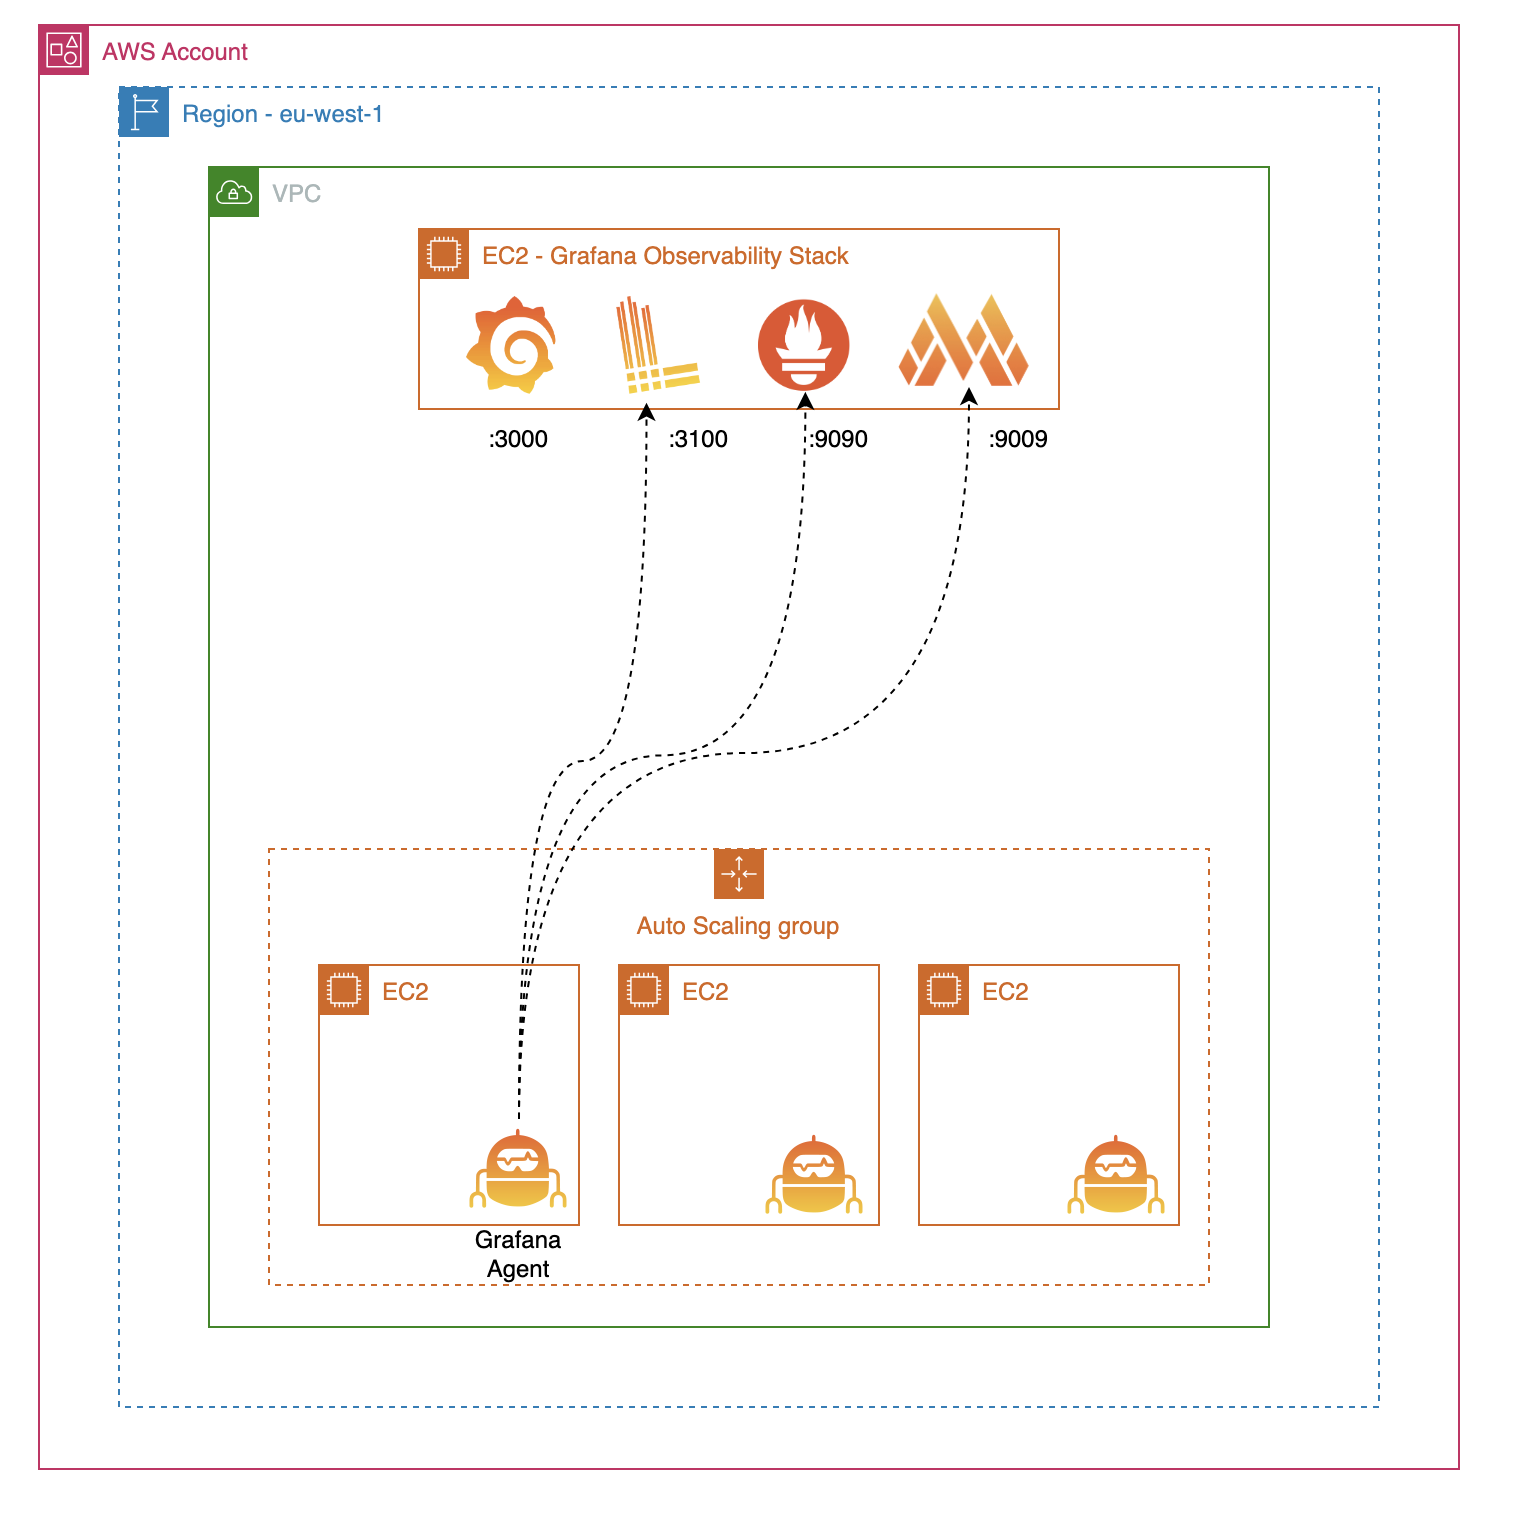 AWS Account
Region - eu-west-1
VPC
EC2 - Grafana Observability Stack
:3000
:3100
:9090
:9009
Auto Scaling group
EC2
EC2
EC2
Grafana
Agent